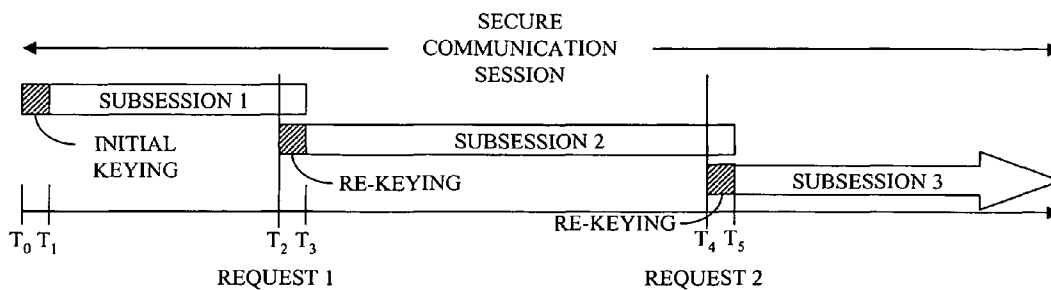 SECURE
COMMUNICATION
SESSION
SUBSESSION 1
INITIAL
KEYING
SUBSESSION 2
RE-KEYING
SUBSESSION 3
RE-KEYING
T0 T1 T2 T3 T4 T5
REQUEST 1 REQUEST 2